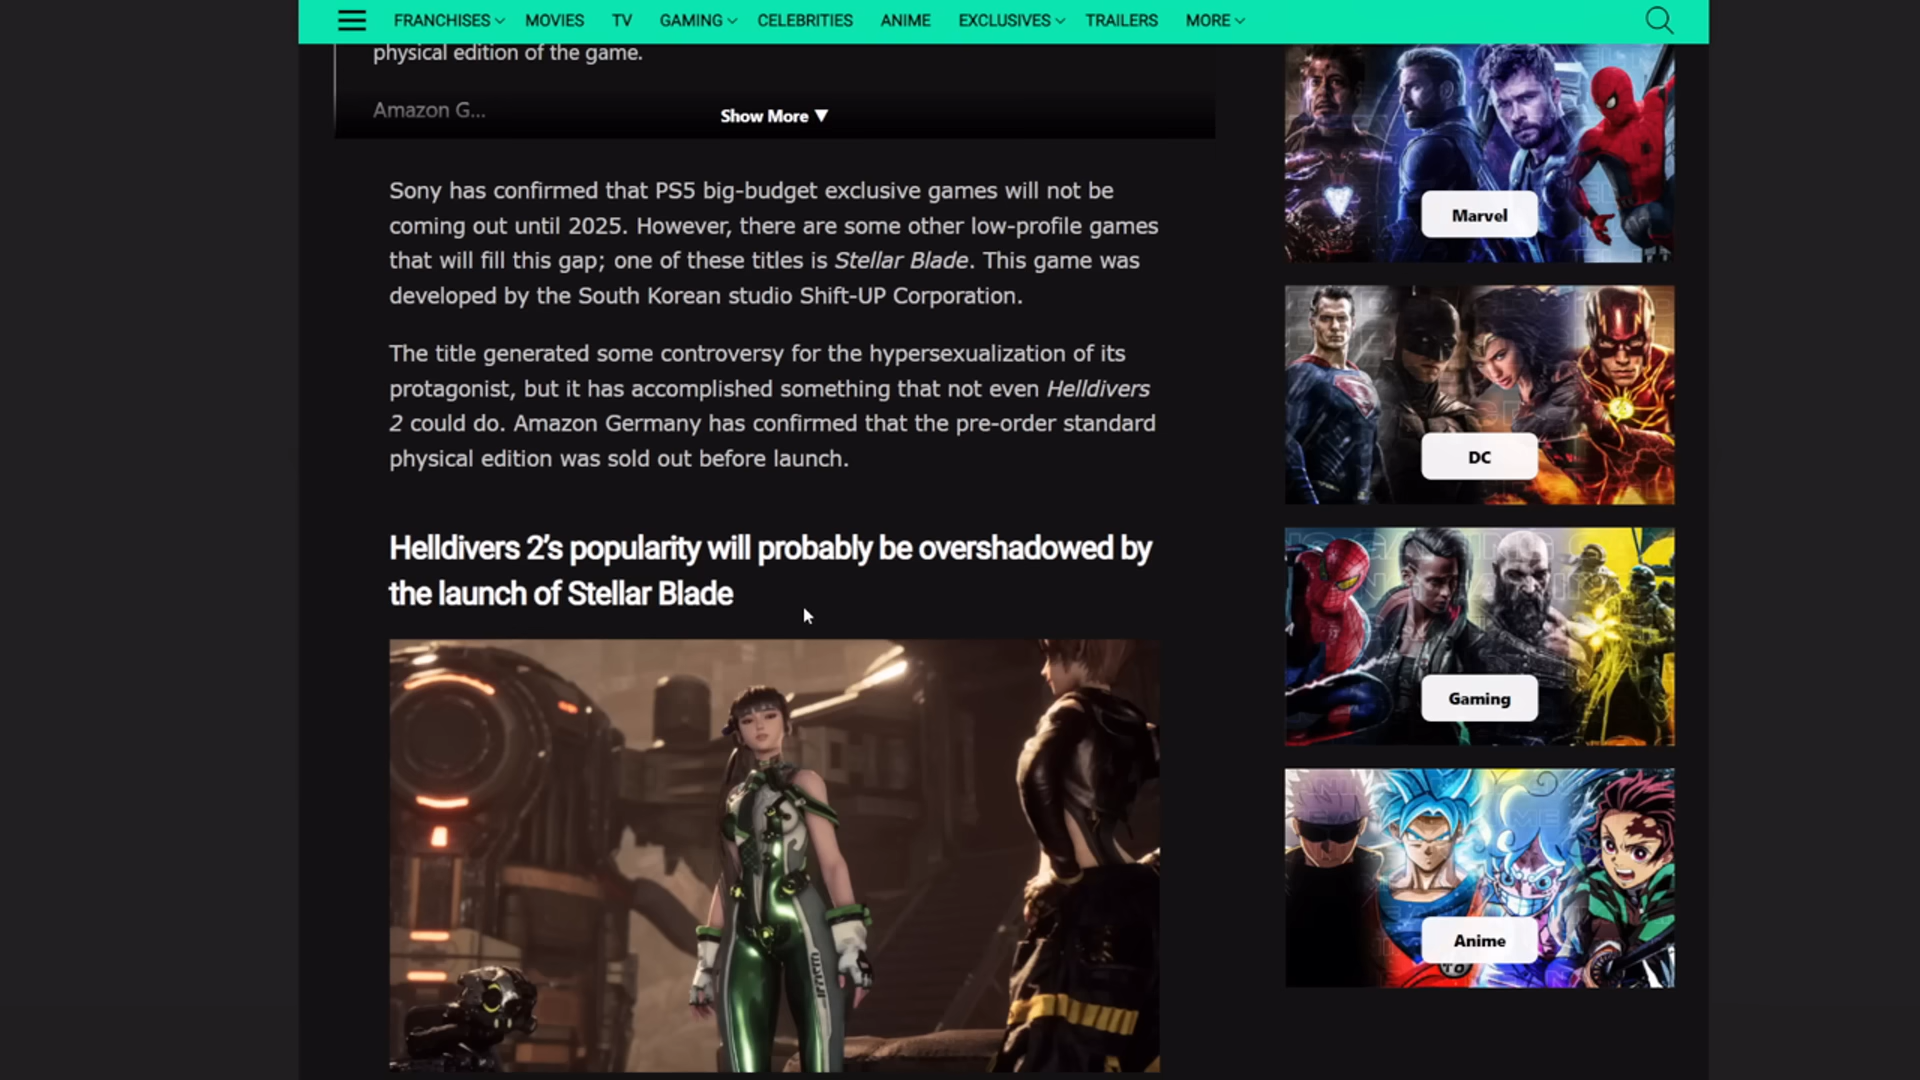 FRANCHISES MOVIES TV GAMING CELEBRITIES ANIME EXCLUSIVES TRAILERS MORE
physical edition of the game.
Amazon G...
Show More ▼
Sony has confirmed that PS5 big-budget exclusive games will not be
coming out until 2025. However, there are some other low-profile games
that will fill this gap; one of these titles is Stellar Blade. This game was
developed by the South Korean studio Shift-UP Corporation.
The title generated some controversy for the hypersexualization of its
protagonist, but it has accomplished something that not even Helldivers
2 could do. Amazon Germany has confirmed that the pre-order standard
physical edition was sold out before launch.
Helldivers 2’s popularity will probably be overshadowed by
the launch of Stellar Blade
Marvel
DC
Gaming
Anime